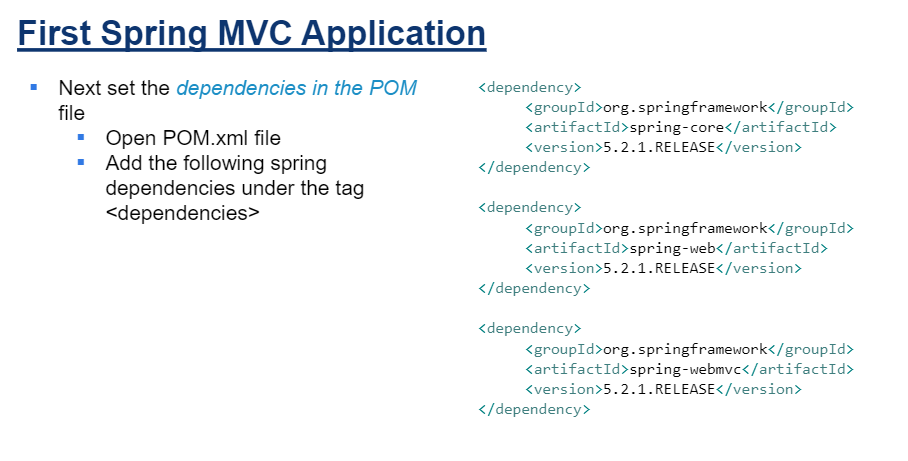 First Spring MVC Application
Next set the dependencies in the POM
file
Open POM.xml file
Add the following spring
dependencies under the tag
<dependencies>
<dependency>
<groupId>org.springframework</groupId>
<artifactId>spring-core</artifactId>
<version>5.2.1.RELEASE</version>
</dependency>
<dependency>
<groupId>org.springframework</groupId>
<artifactId>spring-web</artifactId>
<version>5.2.1.RELEASE</version>
</dependency>
<dependency>
<groupId>org.springframework</groupId>
<artifactId>spring-webmvc</artifactId>
<version>5.2.1.RELEASE</version>
</dependency>